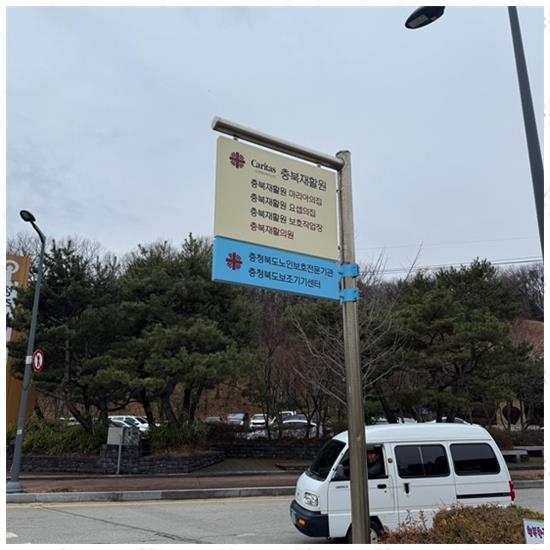 Caritas 충북재활원
충북재활원 마리아의집
충북재활원 요셉의집
충북재활원 보호작업장
충북재활의원
충청북도노인보호전문기관
충청북도보조기기센터